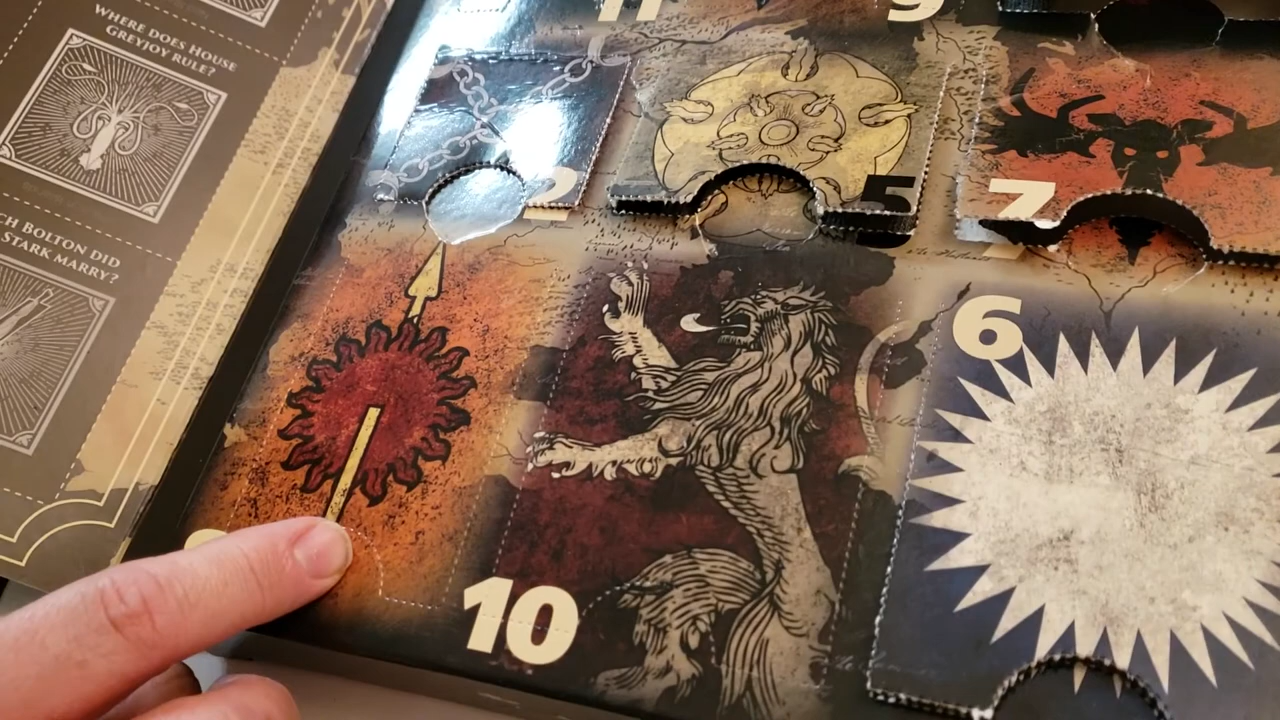 WHERE DOES HOUSE
GREYJOY RULE?
CH BOLTON DID
STARK MARRY?
11
9
2
5
7
6
10